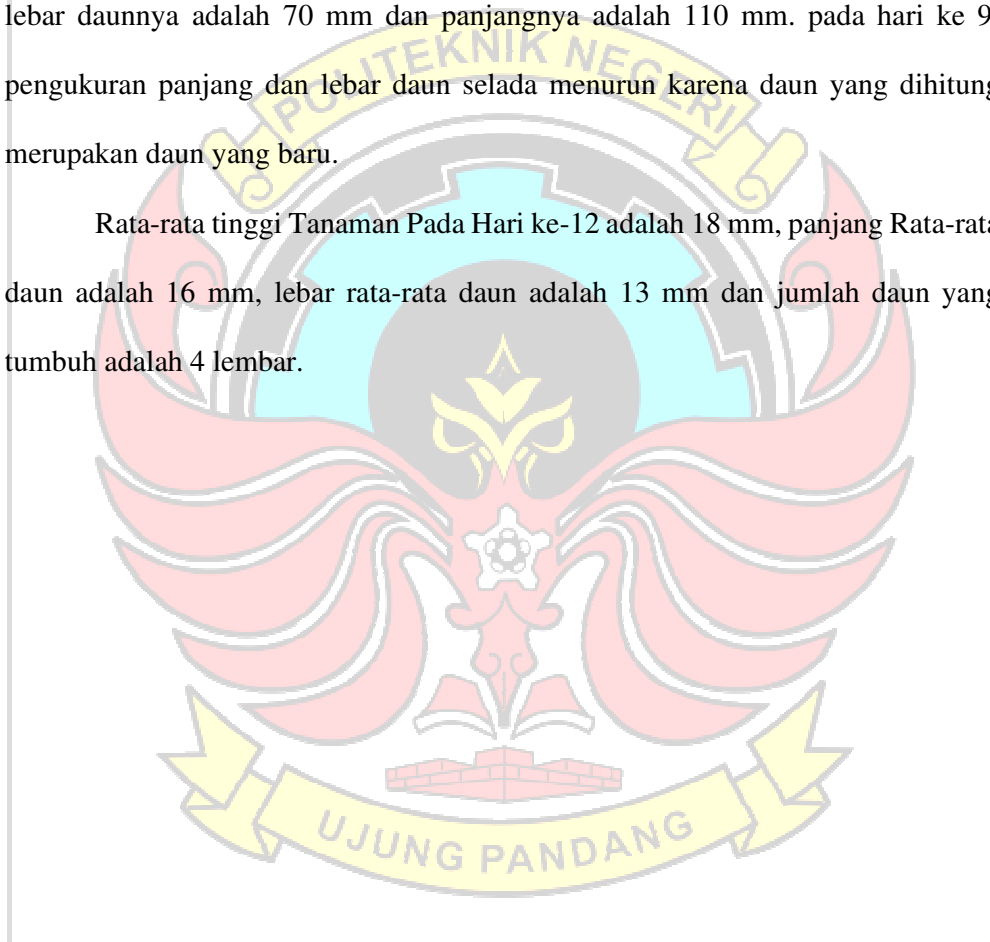 lebar daunnya adalah 70 mm dan panjangnya adalah 110 mm. pada hari ke 9
pengukuran panjang dan lebar daun selada menurun karena daun yang dihitung
merupakan daun yang baru.
Rata-rata tinggi Tanaman Pada Hari ke-12 adalah 18 mm, panjang Rata-rata
daun adalah 16 mm, lebar rata-rata daun adalah 13 mm dan jumlah daun yang
tumbuh adalah 4 lembar.
POLITEKNIK NEGERI
UJUNG PANDANG